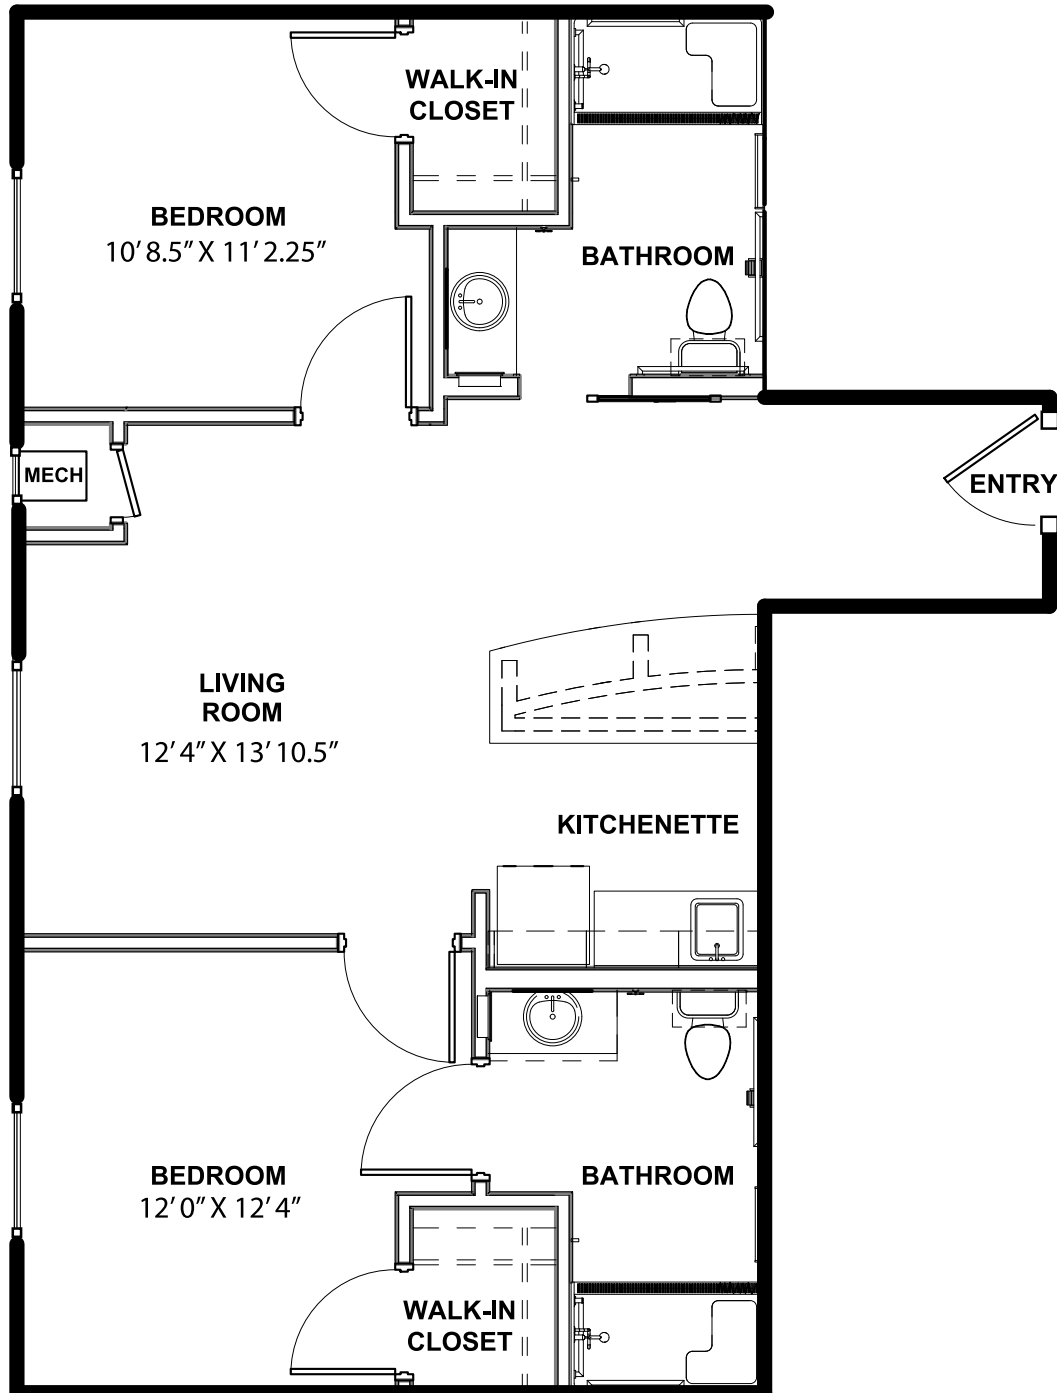 WALK-IN
CLOSET
BEDROOM
10' 8.5" X 11' 2.25"
BATHROOM
MECH
ENTRY
LIVING
ROOM
12' 4" X 13' 10.5"
KITCHENETTE
BEDROOM
12' 0" X 12' 4"
BATHROOM
WALK-IN
CLOSET